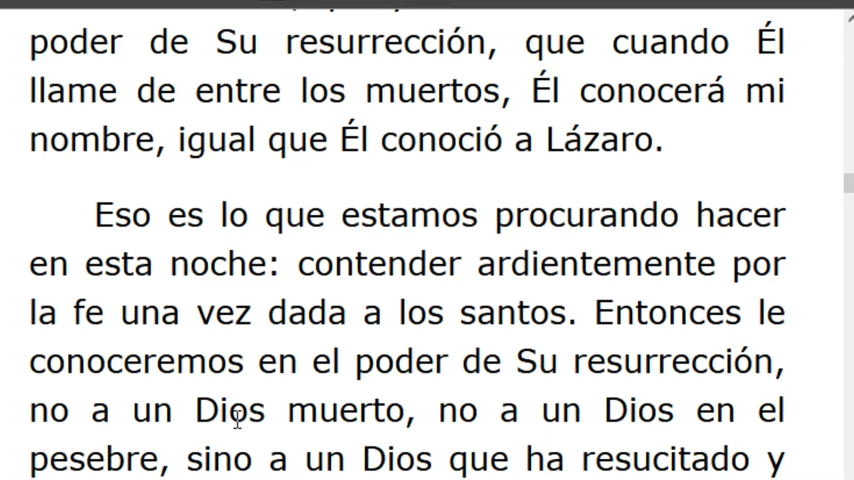 poder de Su resurrección, que cuando Él
llame de entre los muertos, Él conocerá mi
nombre, igual que Él conoció a Lázaro.
Eso es lo que estamos procurando hacer
en esta noche: contender ardientemente por
la fe una vez dada a los santos. Entonces le
conoceremos en el poder de Su resurrección,
no a un Dios muerto, no a un Dios en el
pesebre, sino a un Dios que ha resucitado y